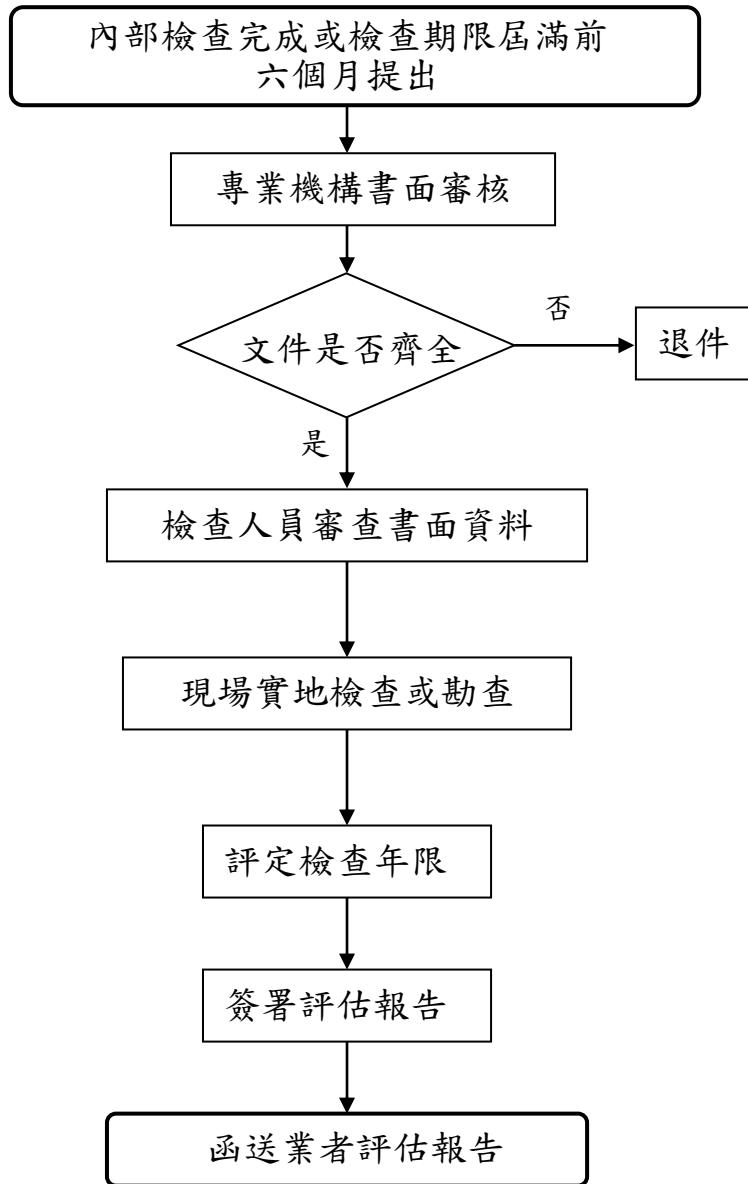 內部檢查完成或檢查期限屆滿前
六個月提出
專業機構書面審核
文件是否齊全
否
退件
是
檢查人員審查書面資料
現場實地檢查或勘查
評定檢查年限
簽署評估報告
函送業者評估報告